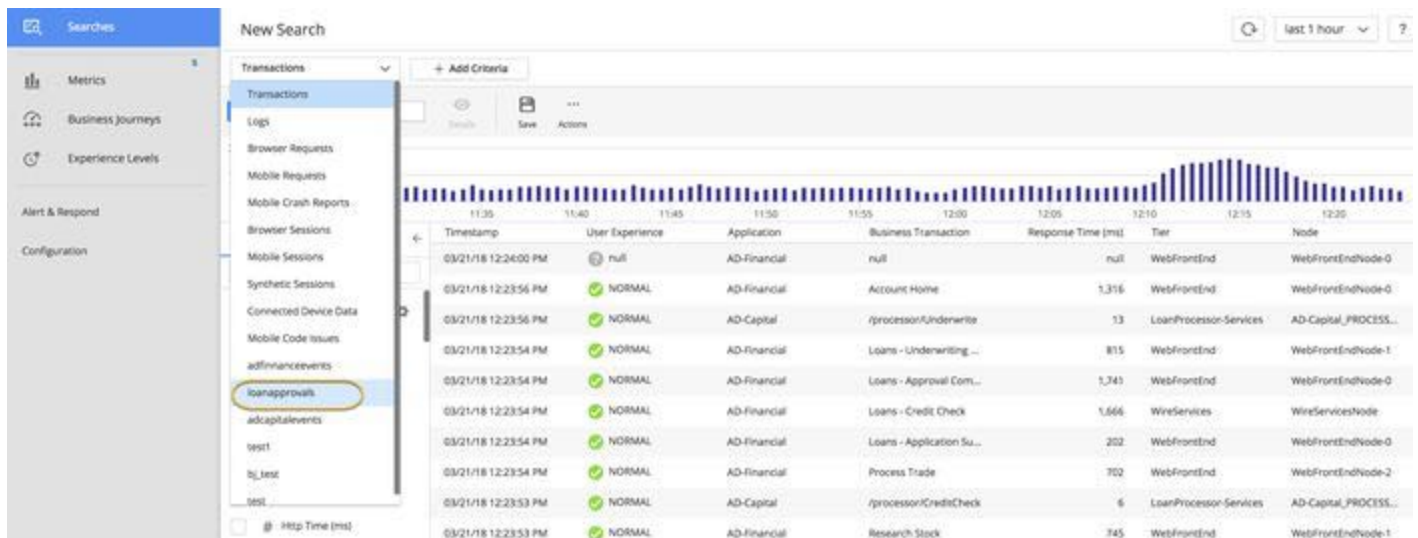 Searches
Metrics
5
Business Journeys
Experience Levels
Alert & Respond
Configuration
New Search
last 1 hour
?
Transactions
+ Add Criteria
Transactions
Logs
Browser Requests
Mobile Requests
Mobile Crash Reports
Browser Sessions
Mobile Sessions
Synthetic Sessions
Connected Device Data
Mobile Code Issues
adfinnanceevents
loanapprovals
adcapitalevents
test1
bj_test
test
# Http Time (ms)
Details
Save
Actions
11:35 11:40 11:45 11:50 11:55 12:00 12:05 12:10 12:15 12:20
Timestamp User Experience Application Business Transaction Response Time (ms) Tier Node
03/21/18 12:24:00 PM null AD-Financial null null WebFrontEnd WebFrontEndNode-0
03/21/18 12:23:56 PM NORMAL AD-Financial Account Home 1,316 WebFrontEnd WebFrontEndNode-0
03/21/18 12:23:56 PM NORMAL AD-Capital /processor/Underwrite 13 LoanProcessor-Services AD-Capital_PROCESS...
03/21/18 12:23:54 PM NORMAL AD-Financial Loans - Underwriting ... 815 WebFrontEnd WebFrontEndNode-1
03/21/18 12:23:54 PM NORMAL AD-Financial Loans - Approval Com... 1,741 WebFrontEnd WebFrontEndNode-0
03/21/18 12:23:54 PM NORMAL AD-Financial Loans - Credit Check 1,666 WireServices WireServicesNode
03/21/18 12:23:54 PM NORMAL AD-Financial Loans - Application Su... 202 WebFrontEnd WebFrontEndNode-0
03/21/18 12:23:54 PM NORMAL AD-Financial Process Trade 702 WebFrontEnd WebFrontEndNode-2
03/21/18 12:23:53 PM NORMAL AD-Capital /processor/CreditCheck 6 LoanProcessor-Services AD-Capital_PROCESS...
03/21/18 12:23:53 PM NORMAL AD-Financial Research Stock 745 WebFrontEnd WebFrontEndNode-1